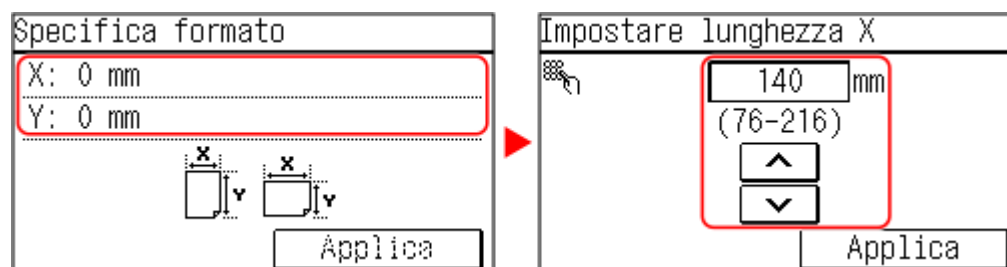 Specifica formato
X: 0 mm
Y: 0 mm
X
Y
X
Y
Applica
Impostare lunghezza X
140 mm
(76-216)
Applica